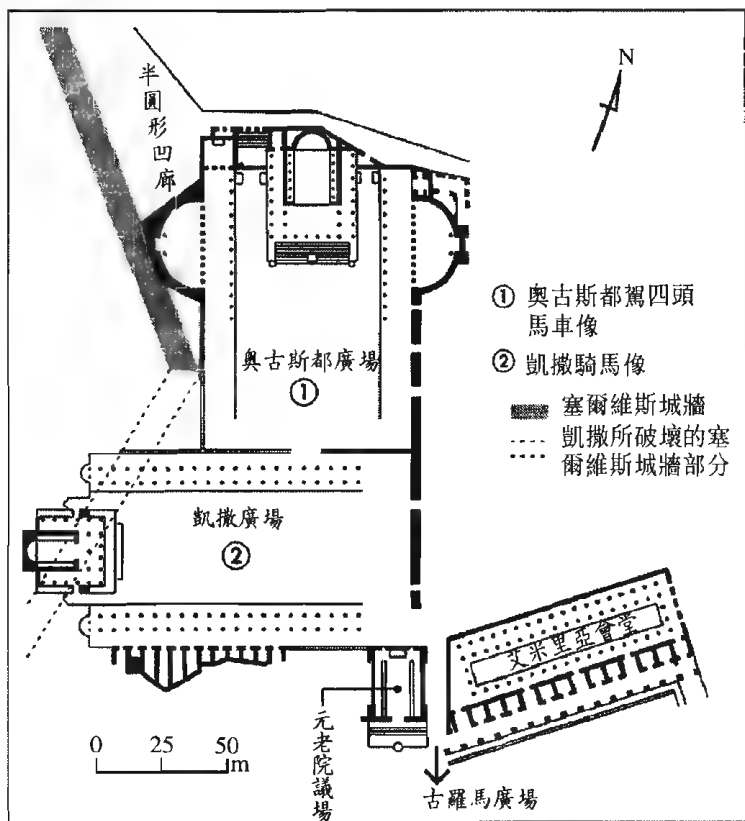 半圓形凹廊
N
① 奧古斯都駕四頭
馬車像
② 凱撒騎馬像
塞爾維斯城牆
凱撒所破壞的塞
爾維斯城牆部分
奧古斯都廣場
①
凱撒廣場
②
艾米里亞會堂
元老院議場
0 25 50
m
古羅馬廣場